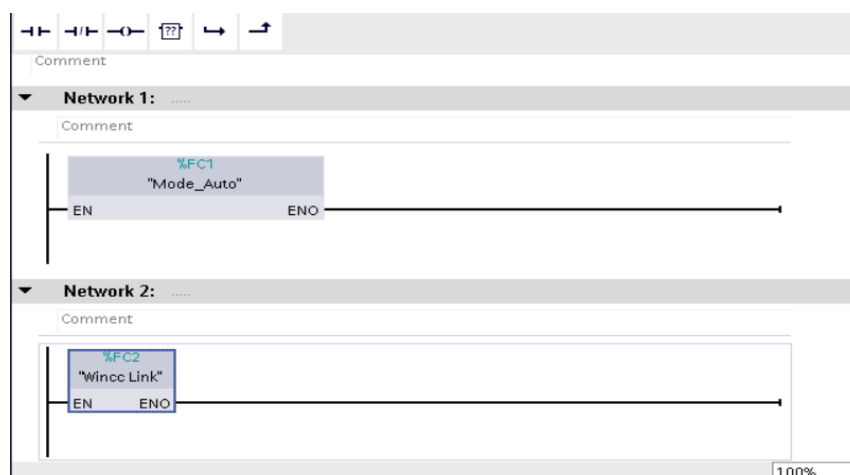 ??
Comment
Network 1: .....
Comment
%FC1
"Mode_Auto"
EN ENO
Network 2: .....
Comment
%FC2
"Wincc Link"
EN ENO
100%